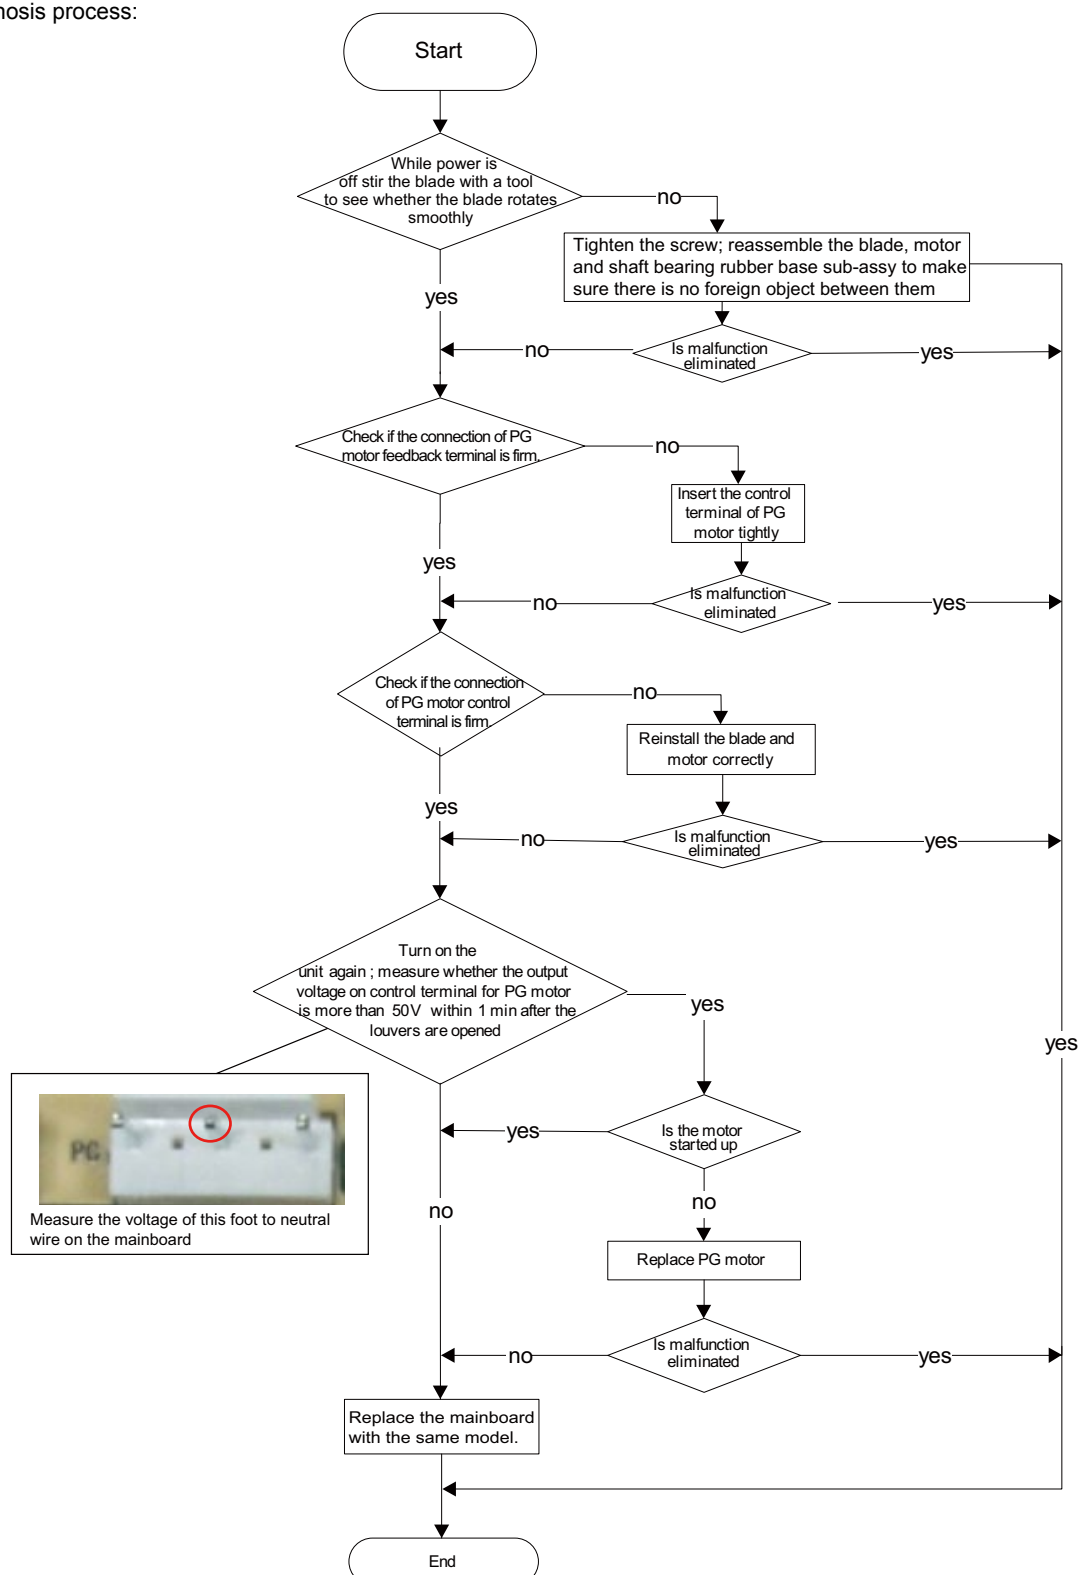 nosis process:
Start
While power is
off stir the blade with a tool
to see whether the blade rotates
smoothly
no
Tighten the screw; reassemble the blade, motor
and shaft bearing rubber base sub-assy to make
sure there is no foreign object between them
yes
no
Is malfunction
eliminated
yes
Check if the connection of PG
motor feedback terminal is firm.
no
Insert the control
terminal of PG
motor tightly
yes
no
Is malfunction
eliminated
yes
Check if the connection
of PG motor control
terminal is firm.
no
Reinstall the blade and
motor correctly
yes
no
Is malfunction
eliminated
yes
Turn on the
unit again ; measure whether the output
voltage on control terminal for PG motor
is more than 50V within 1 min after the
louvers are opened
yes
yes
PG
Measure the voltage of this foot to neutral
wire on the mainboard
yes
Is the motor
started up
no
no
Replace PG motor
no
Is malfunction
eliminated
yes
Replace the mainboard
with the same model.
End